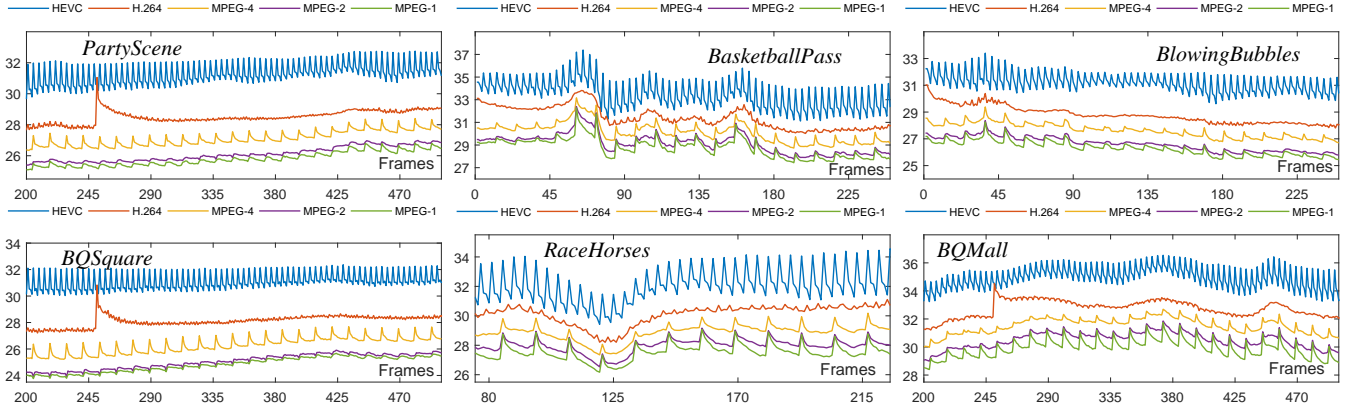 HEVC H.264 MPEG-4 MPEG-2 MPEG-1
PartyScene
32
30
28
26
Frames
200 245 290 335 380 425 470
HEVC H.264 MPEG-4 MPEG-2 MPEG-1
BasketballPass
37
35
33
31
29
27
Frames
0 45 90 135 180 225
HEVC H.264 MPEG-4 MPEG-2 MPEG-1
BlowingBubbles
33
31
29
27
25
Frames
0 45 90 135 180 225
HEVC H.264 MPEG-4 MPEG-2 MPEG-1
BQSquare
34
32
30
28
26
24
Frames
200 245 290 335 380 425 470
HEVC H.264 MPEG-4 MPEG-2 MPEG-1
RaceHorses
34
32
30
28
26
Frames
80 125 170 215
HEVC H.264 MPEG-4 MPEG-2 MPEG-1
BQMall
36
34
32
30
28
Frames
200 245 290 335 380 425 470